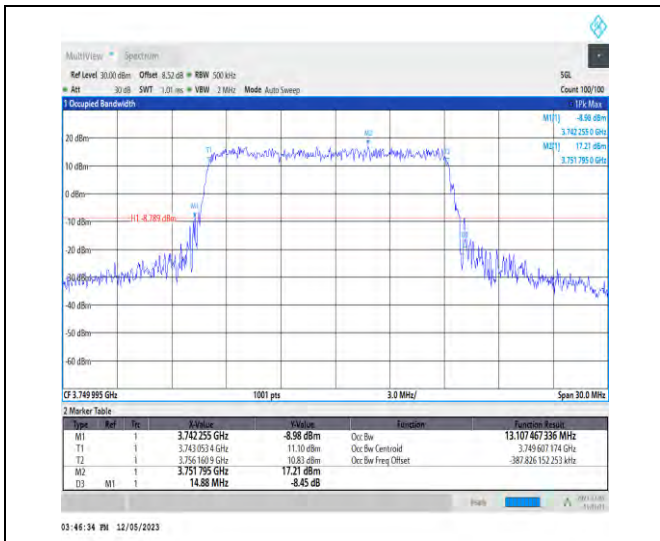 MultiView Spectrum
Ref Level 30.00 dBm Offset 8.52 dB RBW 500 kHz SGL
Att 30 dB SWT 1.01 ms VBW 2 MHz Mode Auto Sweep Count 100/100
1 Occupied Bandwidth 1Pk Max
M1[1] -8.98 dBm
3.742 255 0 GHz
M2[1] 17.21 dBm
3.751 795 0 GHz
M2
20 dBm
T1
T2
10 dBm
0 dBm
M1
-10 dBm
H1 -8.789 dBm
-20 dBm
-30 dBm
-40 dBm
-50 dBm
-60 dBm
CF 3.749 995 GHz 1001 pts 3.0 MHz/ Span 30.0 MHz
2 Marker Table
Type Ref Trc X-Value Y-Value Function Function Result
M1 1 3.742 255 GHz -8.98 dBm Occ Bw 13.107 467 336 MHz
T1 1 3.743 053 4 GHz 11.10 dBm Occ Bw Centroid 3.749 607 174 GHz
T2 1 3.756 160 9 GHz 10.83 dBm Occ Bw Freq Offset -387.826 152 253 kHz
M2 1 3.751 795 GHz 17.21 dBm
D3 M1 1 14.88 MHz -8.45 dB
Ready
03:46:34 PM 12/05/2023